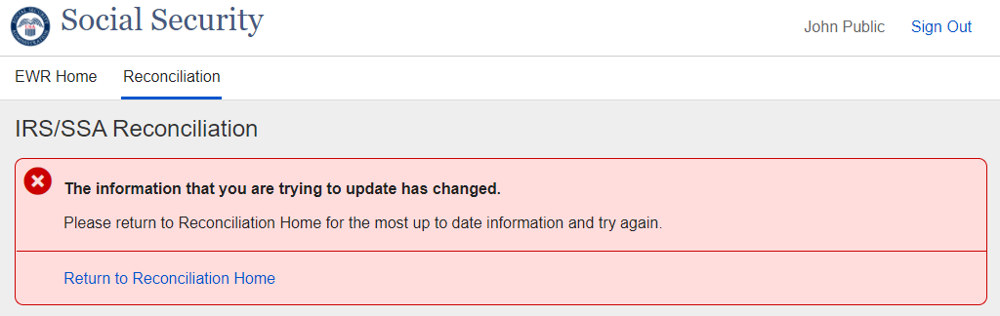 Social Security
John Public Sign Out
EWR Home Reconciliation
IRS/SSA Reconciliation
The information that you are trying to update has changed.
Please return to Reconciliation Home for the most up to date information and try again.
Return to Reconciliation Home